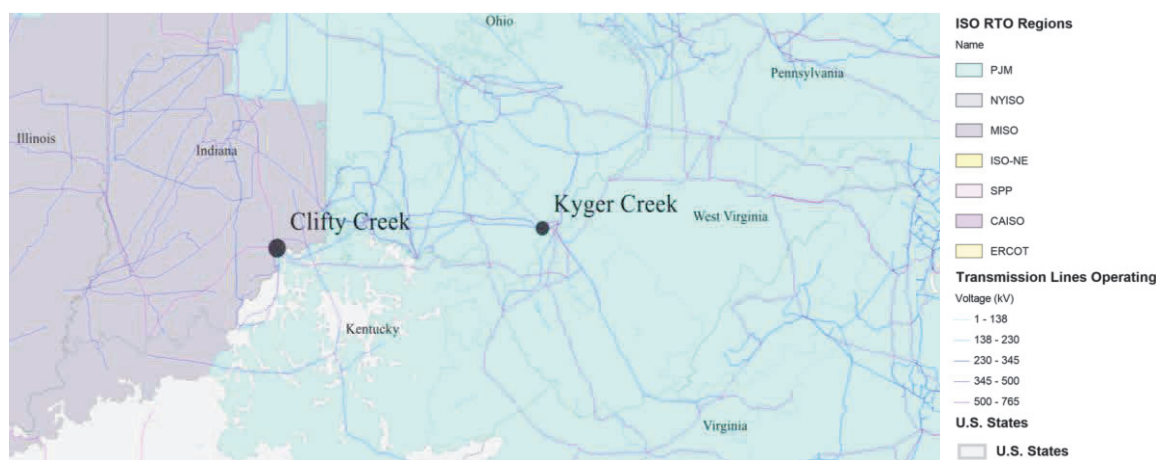 Ohio
Pennsylvania
Illinois
Indiana
Clifty Creek
Kyger Creek
West Virginia
Kentucky
Virginia
ISO RTO Regions
Name
PJM
NYISO
MISO
ISO-NE
SPP
CAISO
ERCOT
Transmission Lines Operating
Voltage (kV)
1 - 138
138 - 230
230 - 345
345 - 500
500 - 765
U.S. States
U.S. States